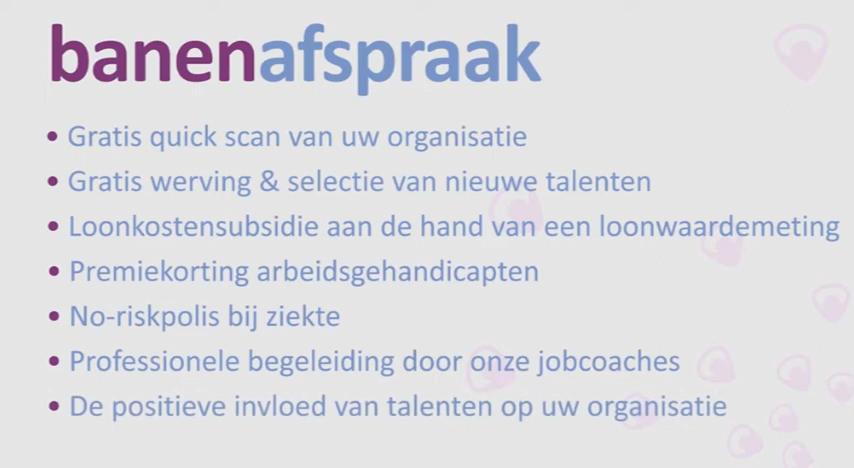 banenafspraak
• Gratis quick scan van uw organisatie
• Gratis werving & selectie van nieuwe talenten
• Loonkostensubsidie aan de hand van een loonwaardemeting
• Premiekorting arbeidsgehandicapten
• No-riskpolis bij ziekte
• Professionele begeleiding door onze jobcoaches
• De positieve invloed van talenten op uw organisatie